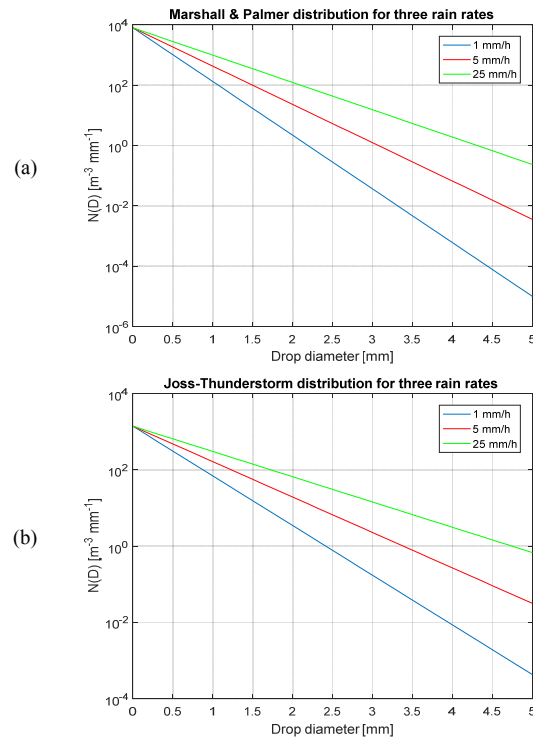 (a)
Marshall & Palmer distribution for three rain rates
N(D) [m-3 mm-1]
10^4
10^2
10^0
10^-2
10^-4
10^-6
1 mm/h
5 mm/h
25 mm/h
0 0.5 1 1.5 2 2.5 3 3.5 4 4.5 5
Drop diameter [mm]
(b)
Joss-Thunderstorm distribution for three rain rates
N(D) [m-3 mm-1]
10^4
10^2
10^0
10^-2
10^-4
1 mm/h
5 mm/h
25 mm/h
0 0.5 1 1.5 2 2.5 3 3.5 4 4.5 5
Drop diameter [mm]